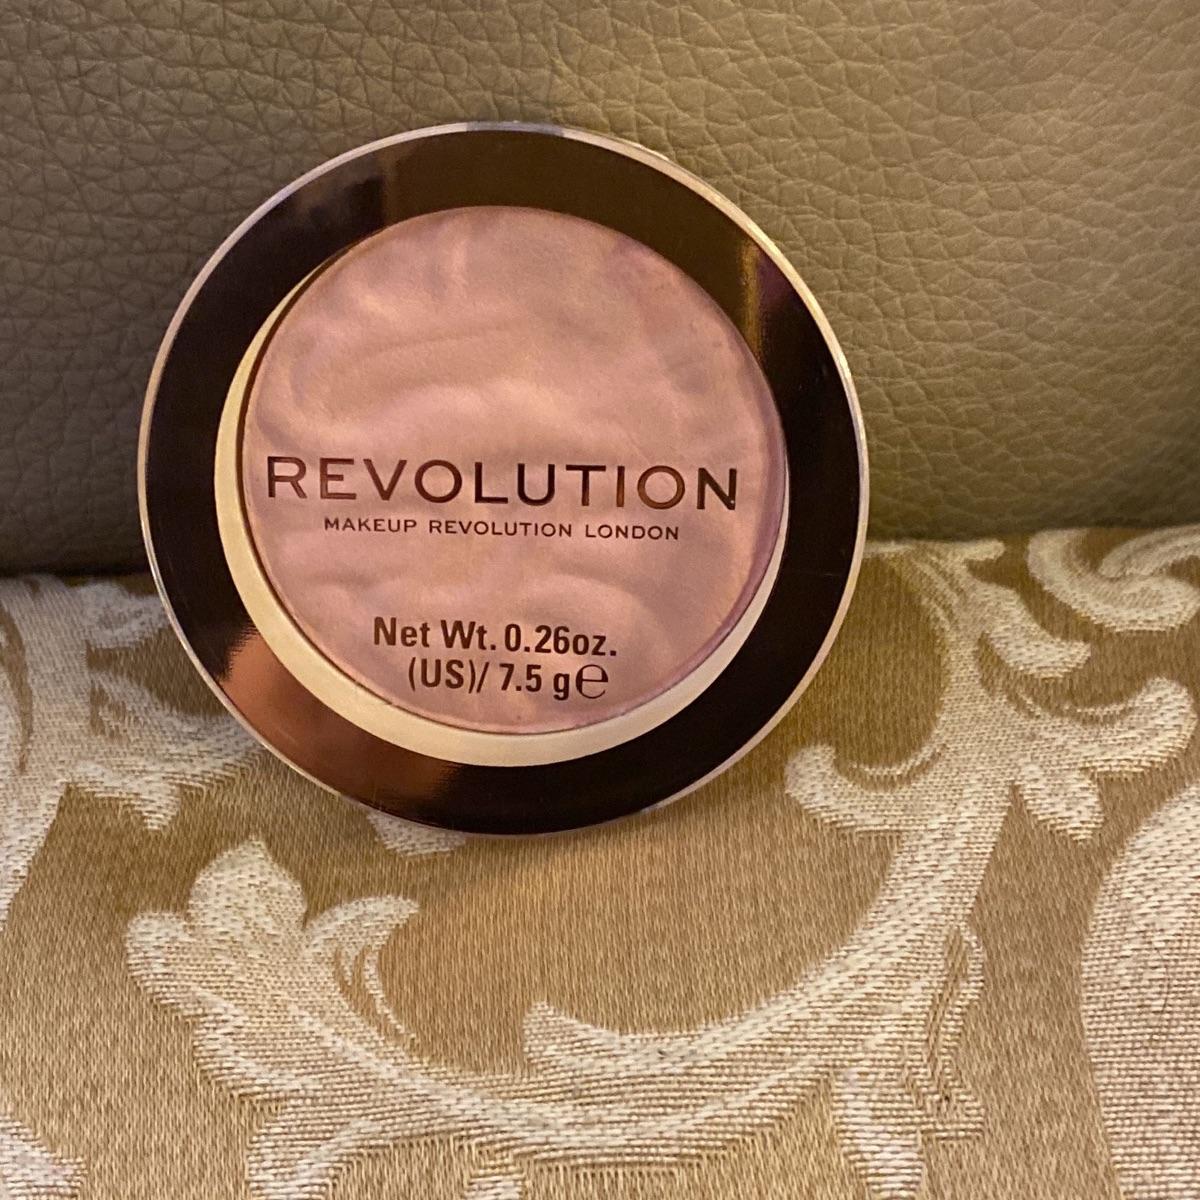 REVOLUTION
MAKEUP REVOLUTION LONDON
Net Wt. 0.26oz.
(US)/ 7.5 g℮